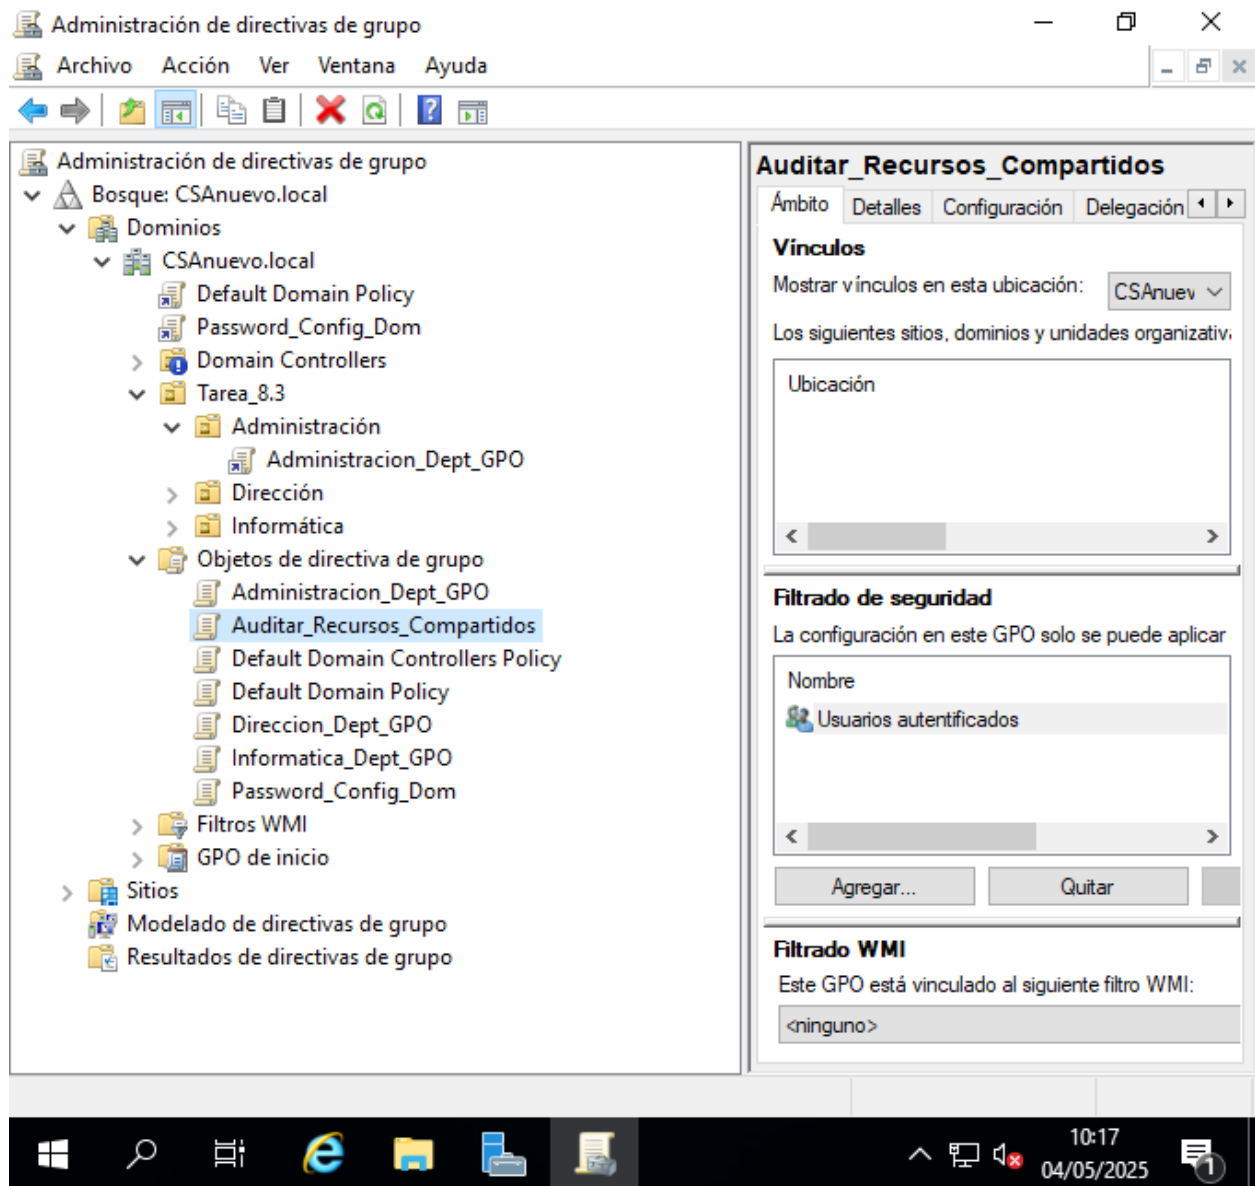 Administración de directivas de grupo
Archivo Acción Ver Ventana Ayuda
Administración de directivas de grupo
Bosque: CSAnuevo.local
Dominios
CSAnuevo.local
Default Domain Policy
Password_Config_Dom
Domain Controllers
Tarea_8.3
Administración
Administracion_Dept_GPO
Dirección
Informática
Objetos de directiva de grupo
Administracion_Dept_GPO
Auditar_Recursos_Compartidos
Default Domain Controllers Policy
Default Domain Policy
Direccion_Dept_GPO
Informatica_Dept_GPO
Password_Config_Dom
Filtros WMI
GPO de inicio
Sitios
Modelado de directivas de grupo
Resultados de directivas de grupo
Auditar_Recursos_Compartidos
Ámbito Detalles Configuración Delegación
Vínculos
Mostrar vínculos en esta ubicación: CSAnuev
Los siguientes sitios, dominios y unidades organizativ
Ubicación
Filtrado de seguridad
La configuración en este GPO solo se puede aplicar
Nombre
Usuarios autentificados
Agregar... Quitar
Filtrado WMI
Este GPO está vinculado al siguiente filtro WMI:
<ninguno>
10:17
04/05/2025
1